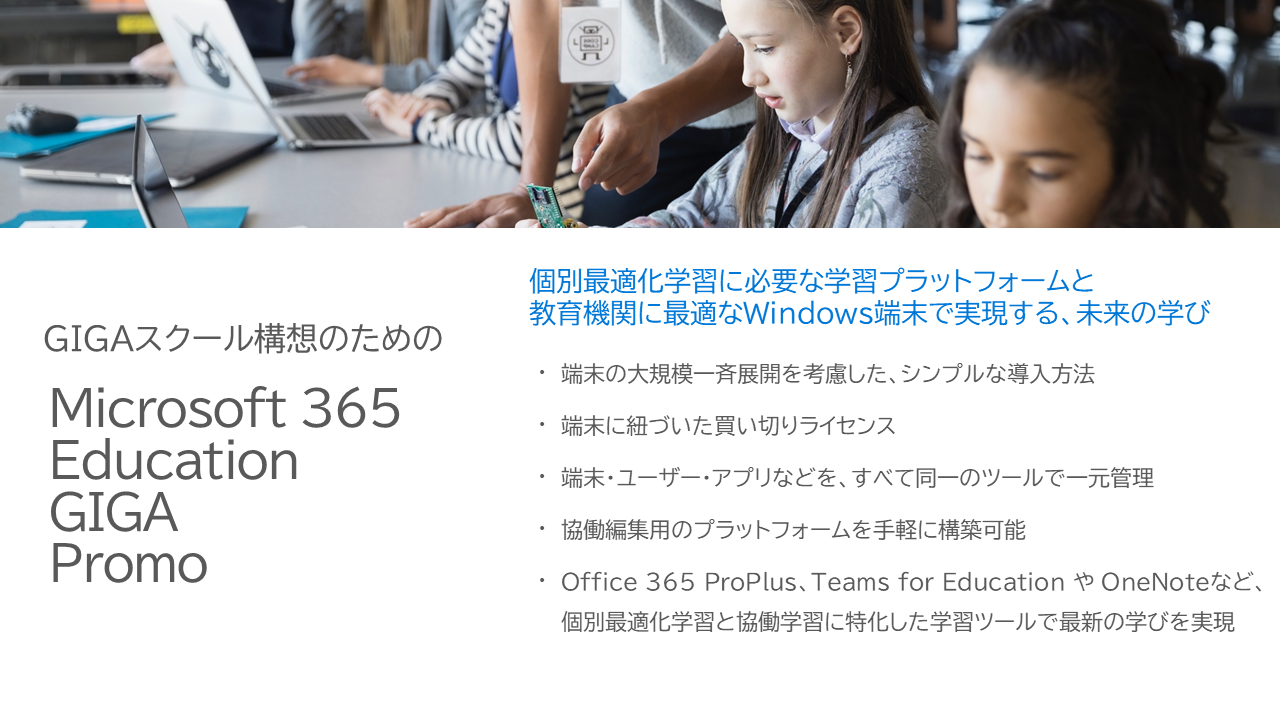 GIGAスクール構想のための
Microsoft 365
Education
GIGA
Promo
個別最適化学習に必要な学習プラットフォームと
教育機関に最適なWindows端末で実現する、未来の学び
・ 端末の大規模一斉展開を考慮した、シンプルな導入方法
・ 端末に紐づいた買い切りライセンス
・ 端末・ユーザー・アプリなどを、すべて同一のツールで一元管理
・ 協働編集用のプラットフォームを手軽に構築可能
・ Office 365 ProPlus、Teams for Education や OneNoteなど、
個別最適化学習と協働学習に特化した学習ツールで最新の学びを実現